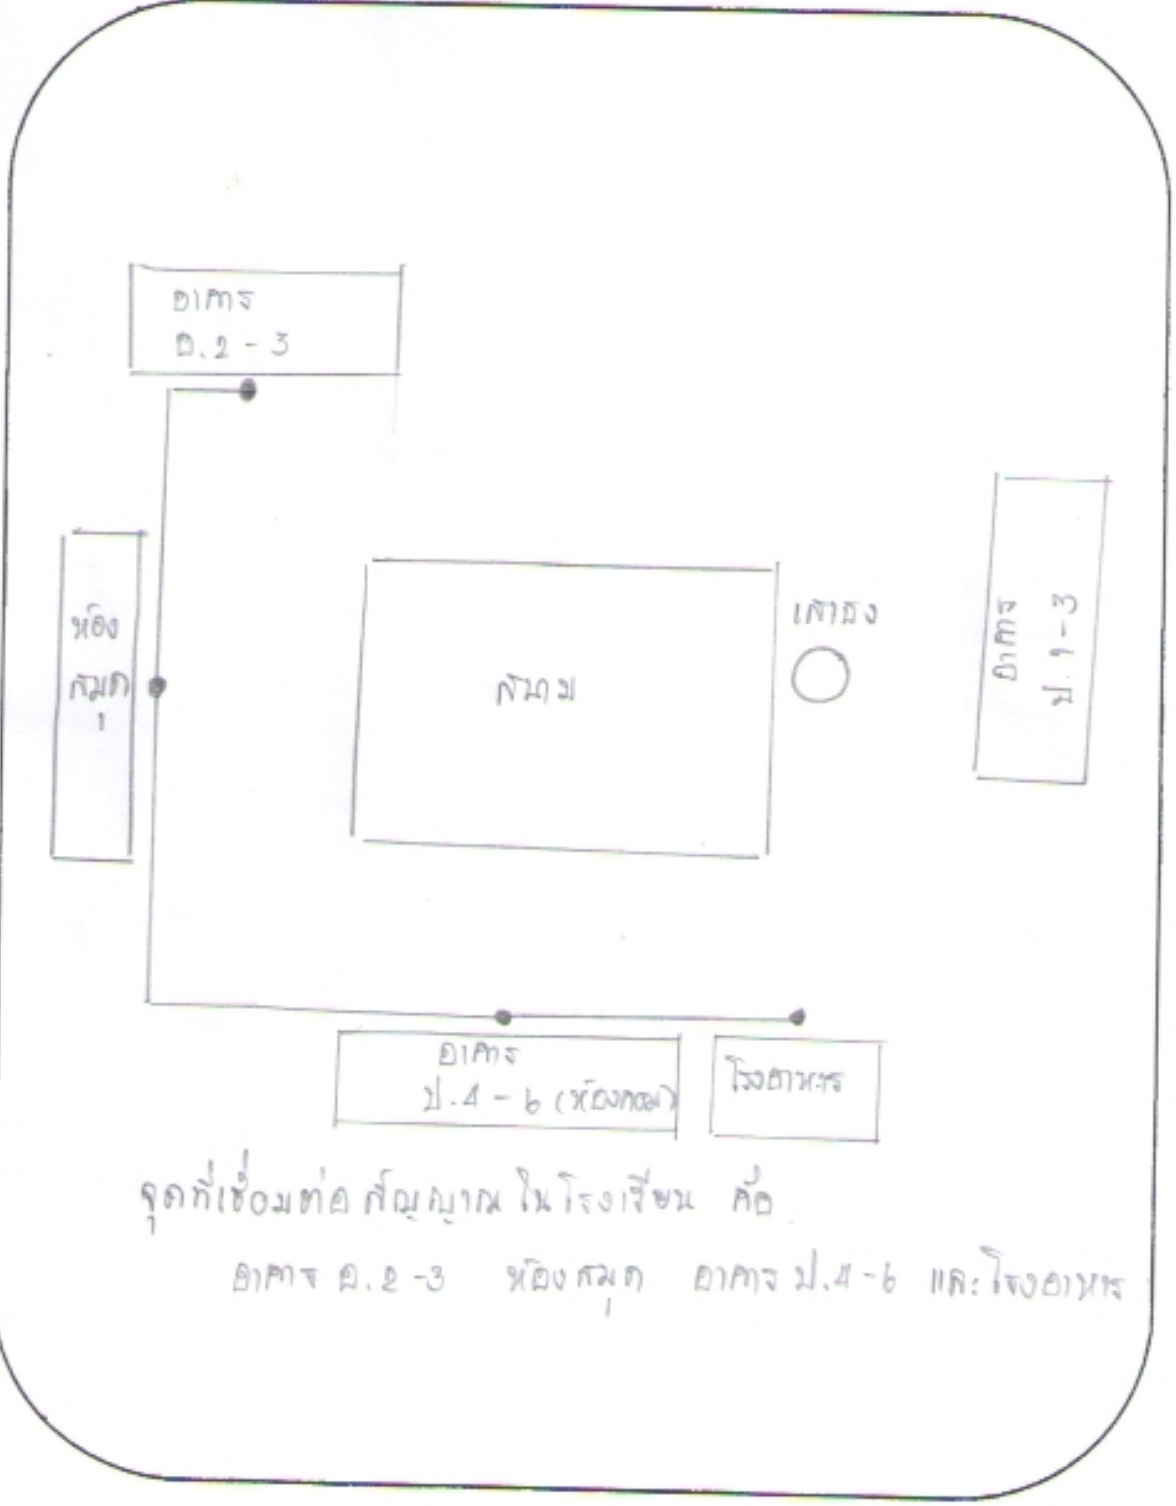 อาคาร
อ.2-3
ห้อง
สมุด
สนาม
เสาธง
อาคาร
ป.1-3
อาคาร
ป.4-6 (ห้องคอม)
โรงอาหาร
จุดที่เชื่อมต่อสัญญาณในโรงเรียน คือ
อาคาร อ.2-3 ห้องสมุด อาคาร ป.4-6 และโรงอาหาร